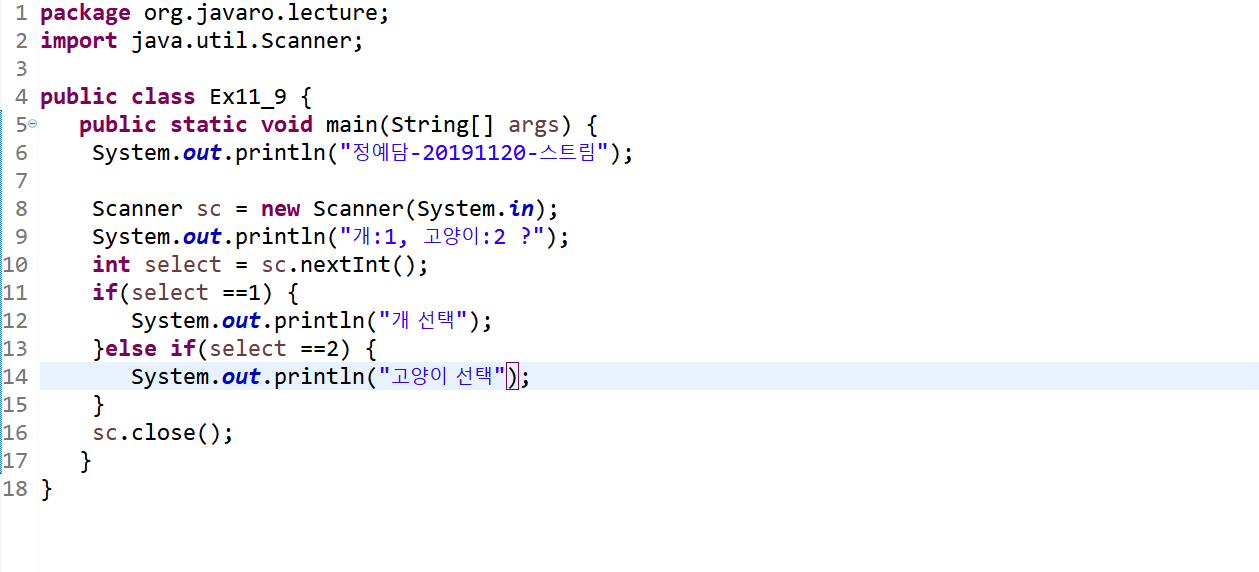 1 package org.javaro.lecture;
2 import java.util.Scanner;
3
4 public class Ex11_9 {
5 public static void main(String[] args) {
6 System.out.println("정예담-20191120-스트림");
7
8 Scanner sc = new Scanner(System.in);
9 System.out.println("개:1, 고양이:2 ?");
10 int select = sc.nextInt();
11 if(select ==1) {
12 System.out.println("개 선택");
13 }else if(select ==2) {
14 System.out.println("고양이 선택");
15 }
16 sc.close();
17 }
18 }